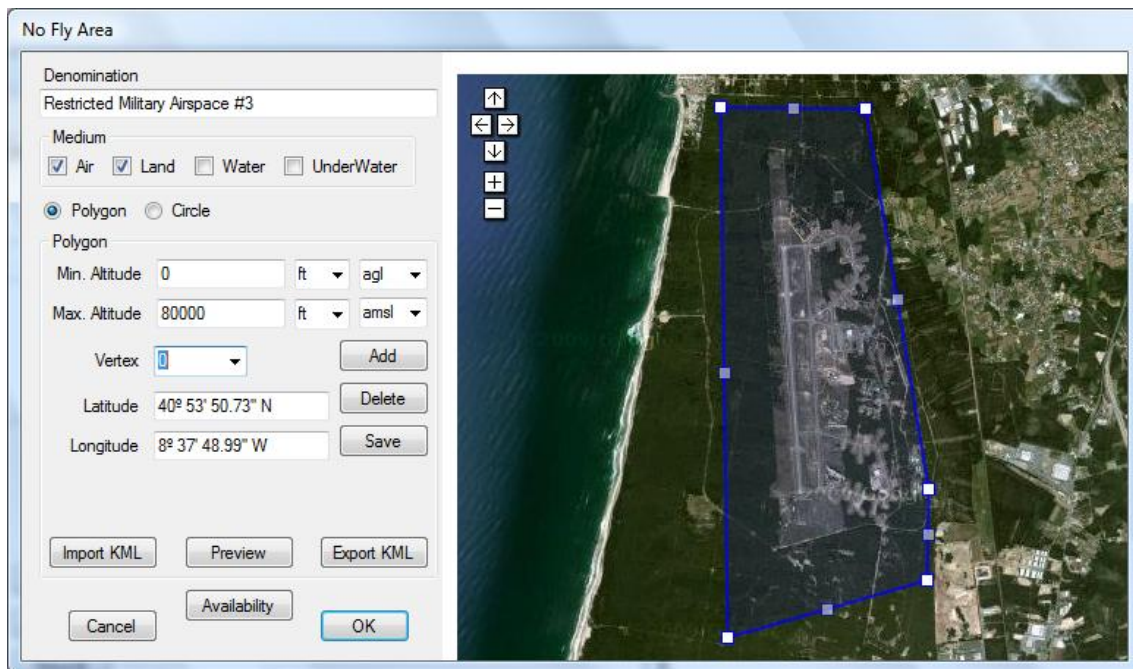 No Fly Area
Denomination
Restricted Military Airspace #3
Medium
Air Land Water UnderWater
Polygon Circle
Polygon
Min. Altitude 0 ft agl
Max. Altitude 80000 ft amsl
Vertex 0 Add
Latitude 40º 53' 50.73'' N Delete
Longitude 8º 37' 48.99'' W Save
Import KML Preview Export KML
Availability
Cancel OK